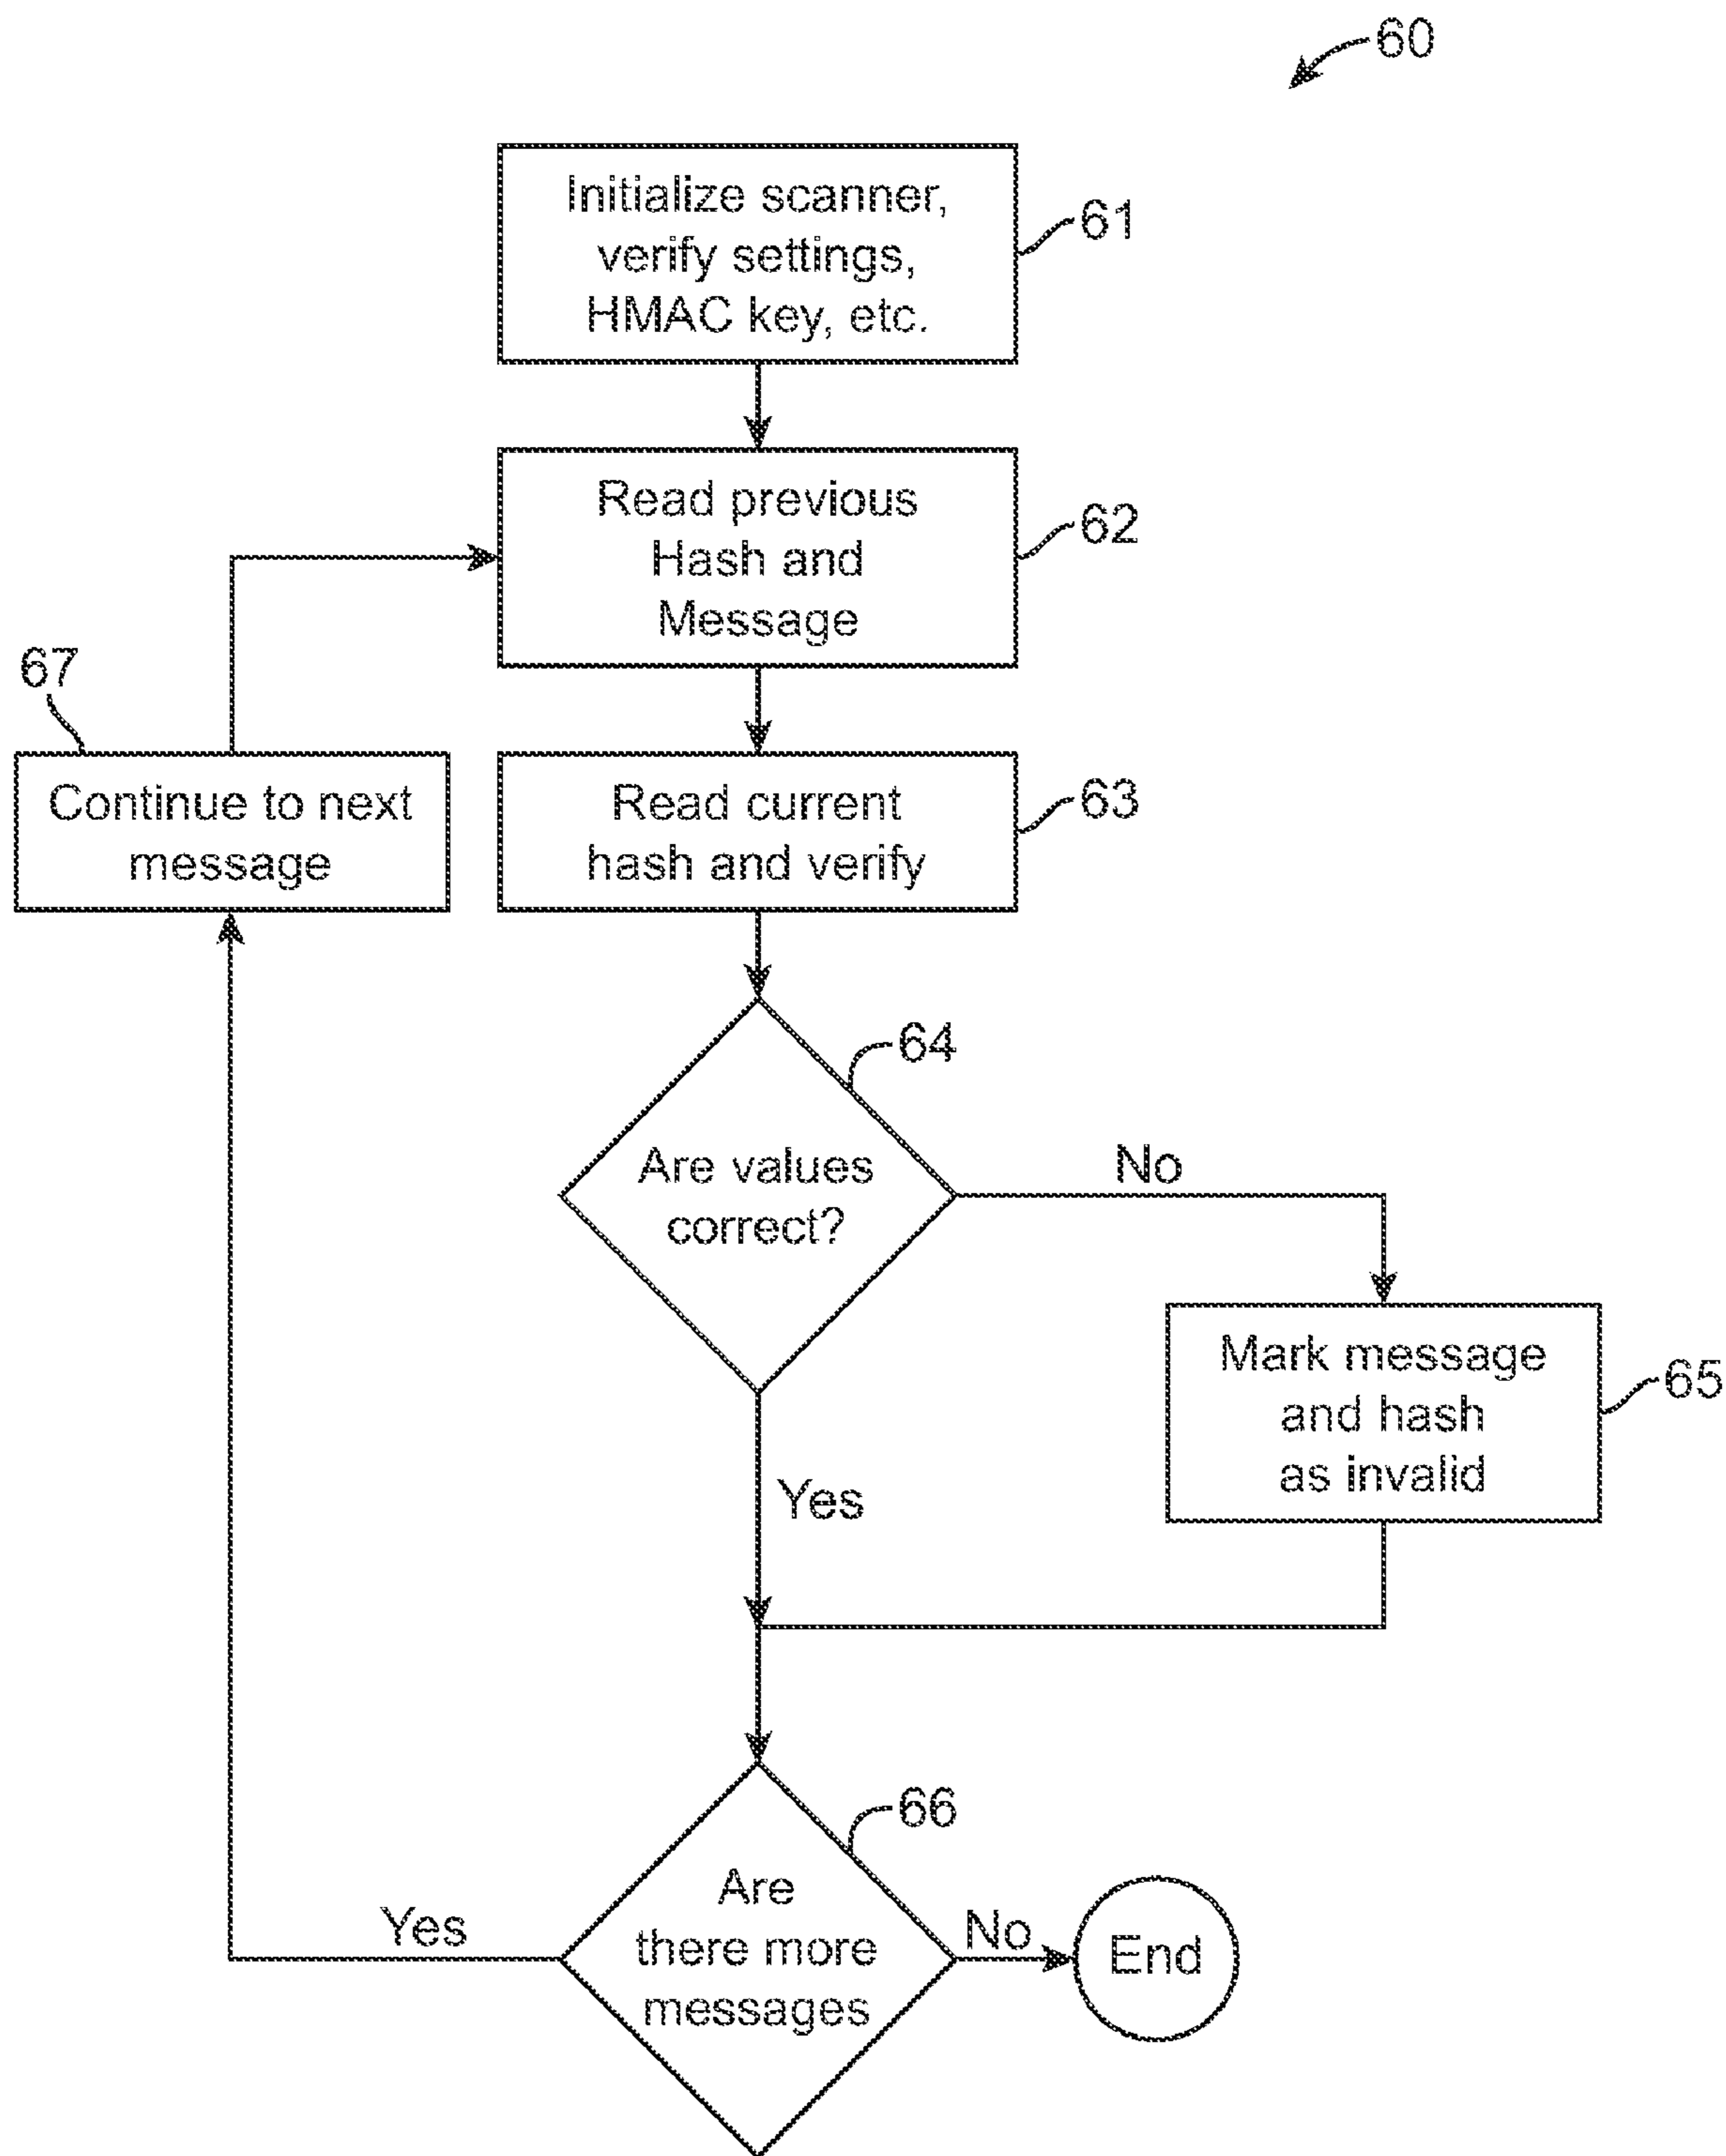 60
Initialize scanner,
verify settings,
HMAC key, etc.
61
Read previous
Hash and
Message
62
67
Continue to next
message
Read current
hash and verify
63
64
Are values
correct?
No
Mark message
and hash
as invalid
65
Yes
66
Are
there more
messages
Yes
No
End